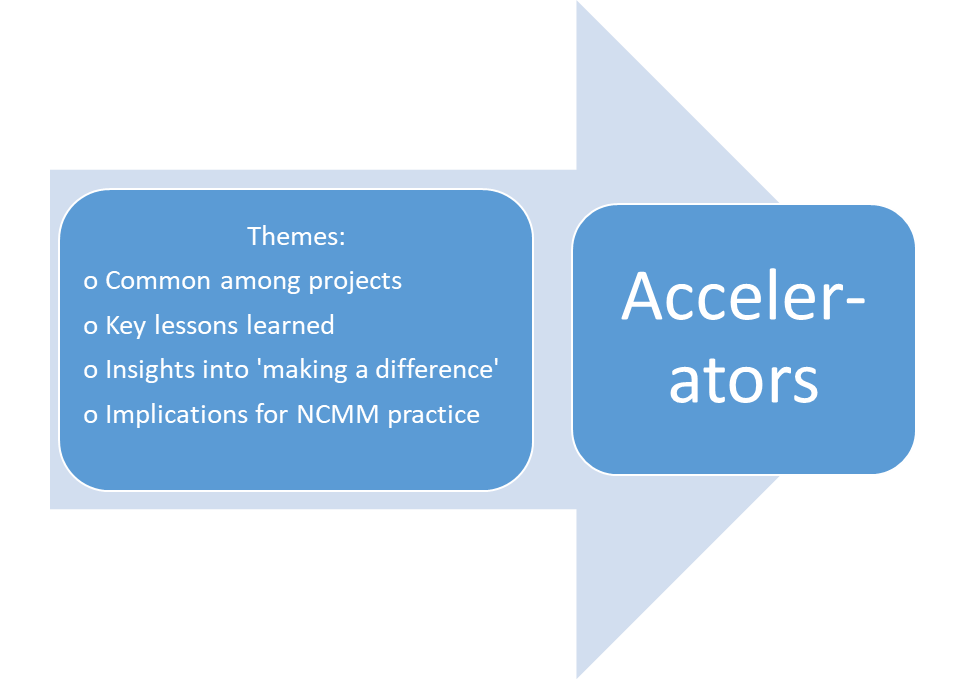 Themes:
o Common among projects
o Key lessons learned
o Insights into 'making a difference'
o Implications for NCMM practice
Acceler-
ators